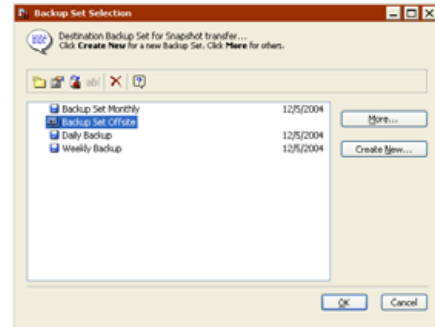 Backup Set Selection
Destination Backup Set for Snapshot transfer...
Click Create New for a new Backup Set. Click More for others.
ab|
Backup Set Monthly 12/5/2004
Backup Set Offsite
Daily Backup 12/5/2004
Weekly Backup 12/5/2004
More...
Create New...
OK Cancel